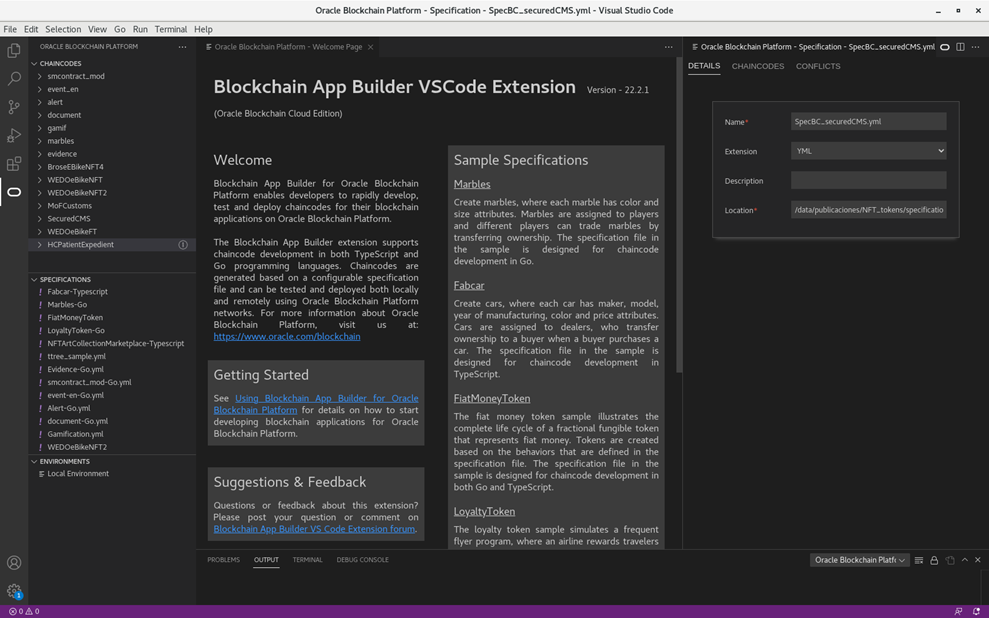 Oracle Blockchain Platform - Specification - SpecBC_securedCMS.yml - Visual Studio Code
File Edit Selection View Go Run Terminal Help
ORACLE BLOCKCHAIN PLATFORM
CHAINCODES
smcontract_mod
event_en
alert
document
gamif
marbles
evidence
BroseEBikeNFT4
WEDOeBikeNFT
WEDOeBikeNFT2
MoFCustoms
SecuredCMS
WEDOeBikeFT
HCPatientExpedient
SPECIFICATIONS
! Fabcar-Typescript
! Marbles-Go
! FiatMoneyToken
! LoyaltyToken-Go
! NFTArtCollectionMarketplace-Typescript
! ttree_sample.yml
! Evidence-Go.yml
! smcontract_mod-Go.yml
! event-en-Go.yml
! Alert-Go.yml
! document-Go.yml
! Gamification.yml
! WEDOeBikeNFT2
ENVIRONMENTS
Local Environment
Oracle Blockchain Platform - Welcome Page
Blockchain App Builder VSCode Extension Version - 22.2.1
(Oracle Blockchain Cloud Edition)
Welcome
Blockchain App Builder for Oracle Blockchain
Platform enables developers to rapidly develop,
test and deploy chaincodes for their blockchain
applications on Oracle Blockchain Platform.
The Blockchain App Builder extension supports
chaincode development in both TypeScript and
Go programming languages. Chaincodes are
generated based on a configurable specification
file and can be tested and deployed both locally
and remotely using Oracle Blockchain Platform
networks. For more information about Oracle
Blockchain Platform, visit us at:
https://www.oracle.com/blockchain
Getting Started
See Using Blockchain App Builder for Oracle
Blockchain Platform for details on how to start
developing blockchain applications for Oracle
Blockchain Platform.
Suggestions & Feedback
Questions or feedback about this extension?
Please post your question or comment on
Blockchain App Builder VS Code Extension forum.
Sample Specifications
Marbles
Create marbles, where each marble has color and
size attributes. Marbles are assigned to players
and different players can trade marbles by
transferring ownership. The specification file in
the sample is designed for chaincode
development in Go.
Fabcar
Create cars, where each car has maker, model,
year of manufacturing, color and price attributes.
Cars are assigned to dealers, who transfer
ownership to a buyer when a buyer purchases a
car. The specification file in the sample is
designed for chaincode development in
TypeScript.
FiatMoneyToken
The fiat money token sample illustrates the
complete life cycle of a fractional fungible token
that represents fiat money. Tokens are created
based on the behaviors that are defined in the
specification file. The specification file in the
sample is designed for chaincode development in
both Go and TypeScript.
LoyaltyToken
The loyalty token sample simulates a frequent
flyer program, where an airline rewards travelers
Oracle Blockchain Platform - Specification - SpecBC_securedCMS.yml
DETAILS CHAINCODES CONFLICTS
Name* SpecBC_securedCMS.yml
Extension YML
Description
Location* /data/publicaciones/NFT_tokens/specificatio
PROBLEMS OUTPUT TERMINAL DEBUG CONSOLE
Oracle Blockchain Platf
1
0 0